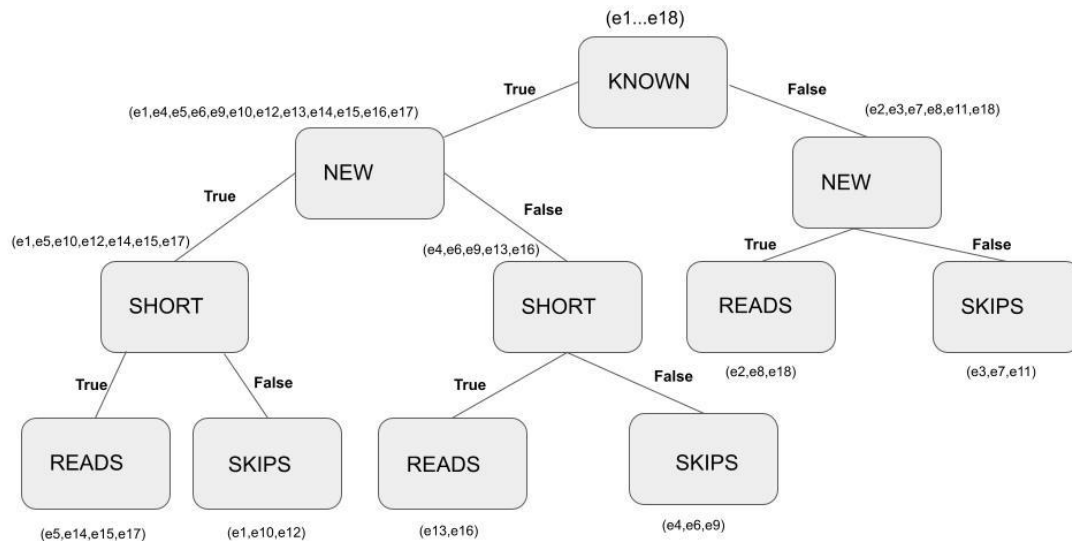 (e1...e18)
KNOWN
True
False
(e1,e4,e5,e6,e9,e10,e12,e13,e14,e15,e16,e17)
(e2,e3,e7,e8,e11,e18)
NEW
NEW
True
False
(e1,e5,e10,e12,e14,e15,e17)
(e4,e6,e9,e13,e16)
True
False
SHORT
SHORT
READS
SKIPS
True
False
True
False
(e2,e8,e18)
(e3,e7,e11)
READS
SKIPS
READS
SKIPS
(e5,e14,e15,e17)
(e1,e10,e12)
(e13,e16)
(e4,e6,e9)